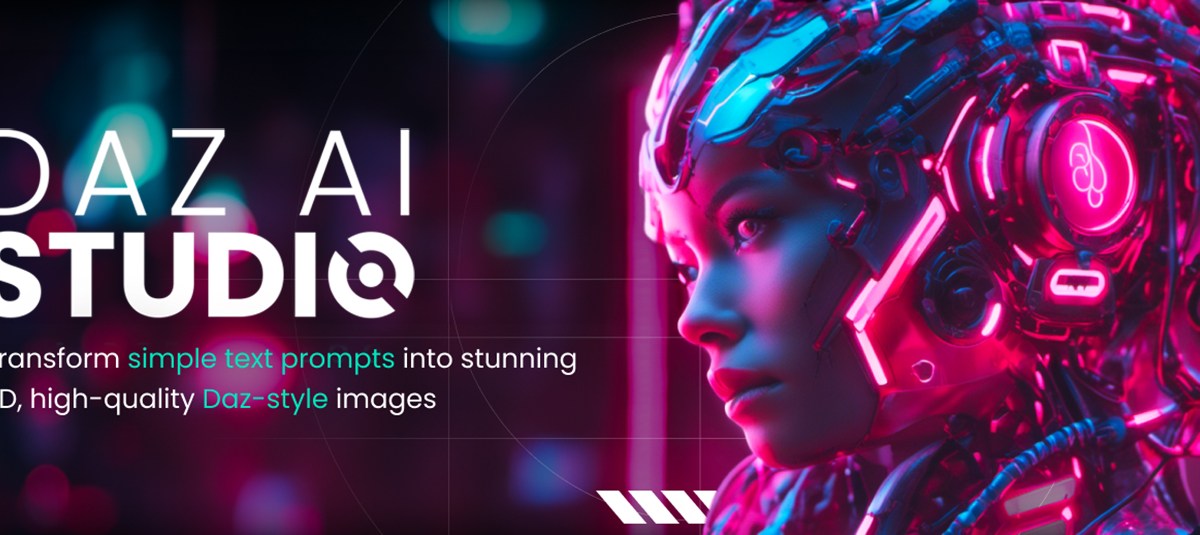 DAZ AI
STUDIO
ransform simple text prompts into stunning
D, high-quality Daz-style images